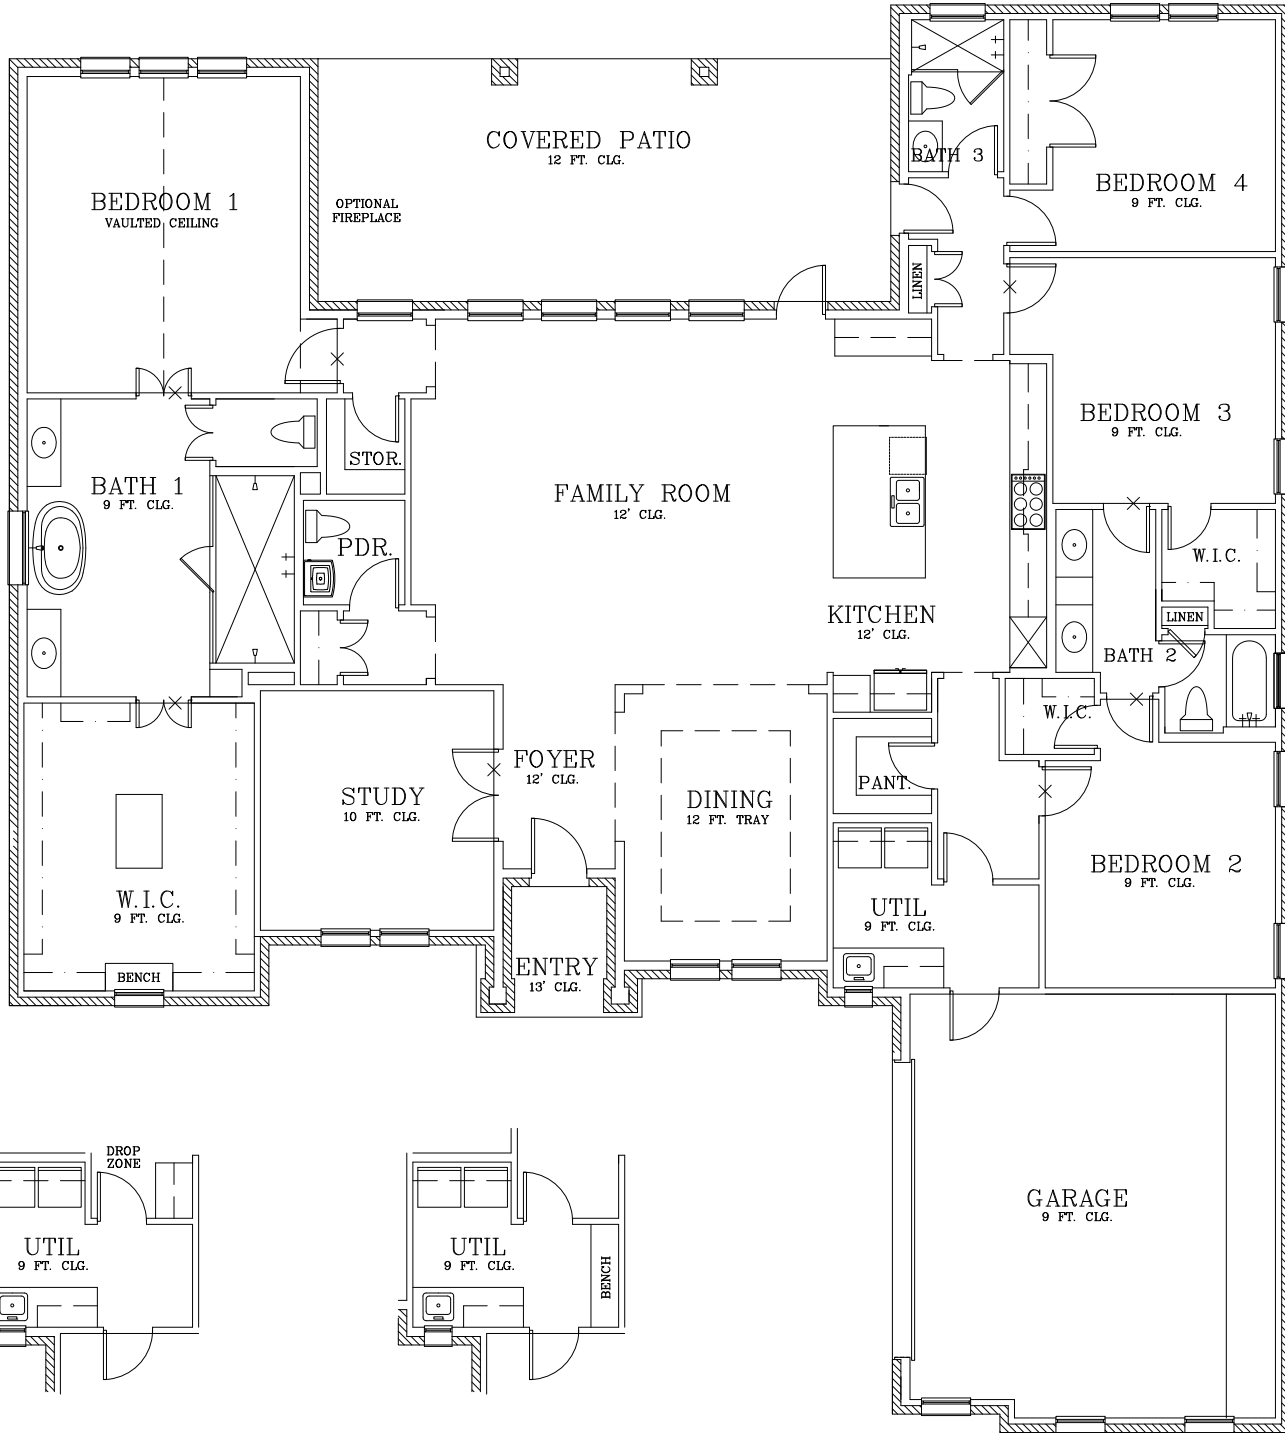 COVERED PATIO
12 FT. CLG.
BATH 3
BEDROOM 4
9 FT. CLG.
BEDROOM 1
VAULTED CEILING
OPTIONAL
FIREPLACE
LINEN
BEDROOM 3
9 FT. CLG.
STOR.
BATH 1
9 FT. CLG.
FAMILY ROOM
12' CLG.
PDR.
W.I.C.
KITCHEN
12' CLG.
LINEN
BATH 2
W.I.C.
FOYER
12' CLG.
PANT.
STUDY
10 FT. CLG.
DINING
12 FT. TRAY
BEDROOM 2
9 FT. CLG.
W.I.C.
9 FT. CLG.
UTIL
9 FT. CLG.
BENCH
ENTRY
13' CLG.
DROP
ZONE
GARAGE
9 FT. CLG.
UTIL
9 FT. CLG.
UTIL
9 FT. CLG.
BENCH